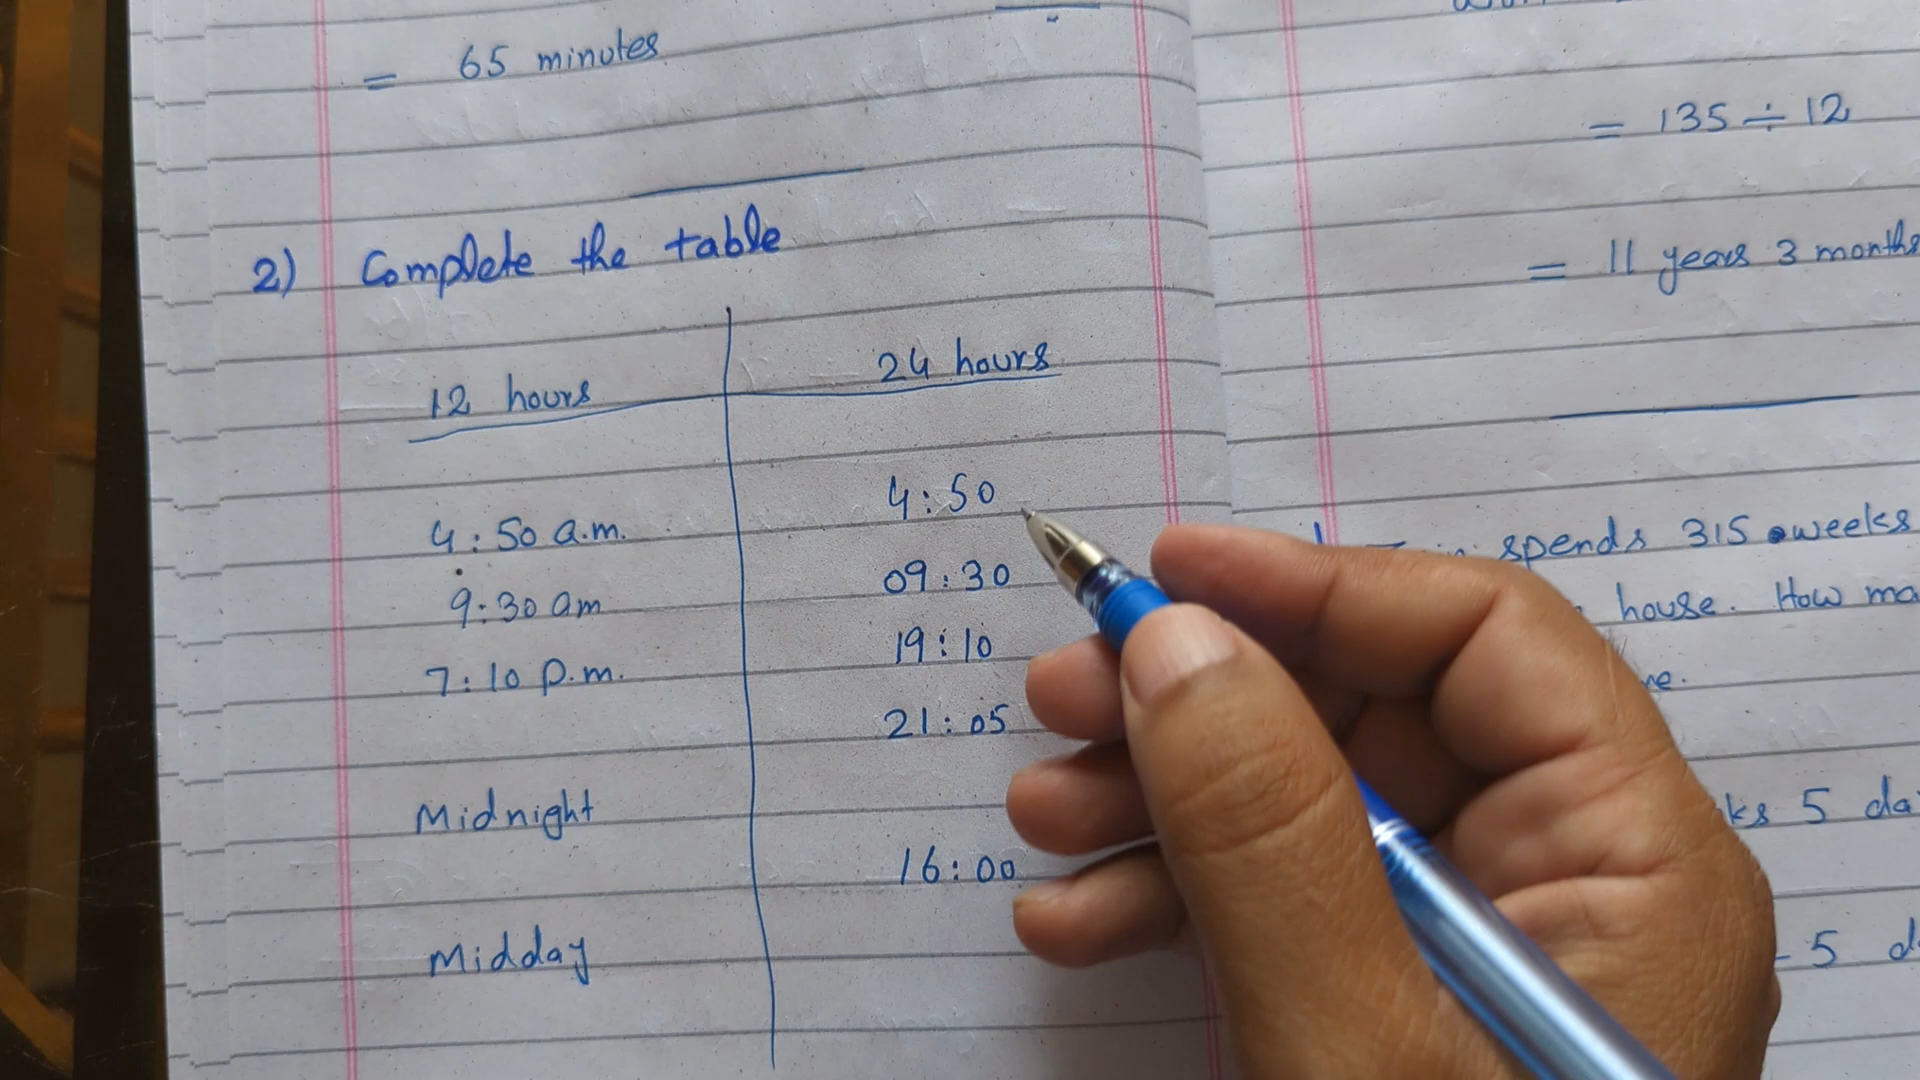 = 65 minutes
2) Complete the table
12 hours 24 hours
4:50 a.m. 4:50
9:30 am 09:30
7:10 p.m. 19:10
21:05
Midnight
16:00
Midday
= 135 ÷ 12
= 11 years 3 months
spends 315 weeks
house. How
5
5